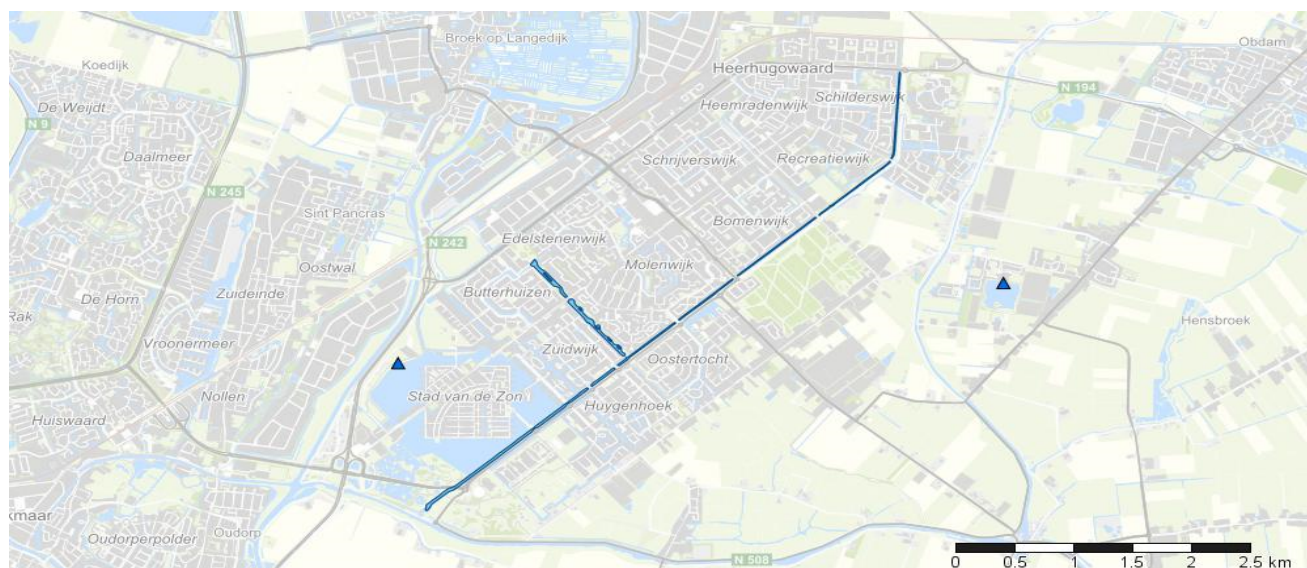 Broek op Langedijk
Obdam
Koedijk
Heerhugowaard
De Weijdt
Schilderswijk
N 194
Heemradenwijk
N 9
Daalmeer
Schrijverswijk
Recreatiewijk
N 245
Sint Pancras
Bomenwijk
Edelstenenwijk
N 242
Oostwal
Molenwijk
Zuideinde
Butterhuizen
De Horn
Rak
Hensbroek
Vroonermeer
Zuidwijk
Oostertocht
Nollen
Stad van de Zon
Huygenhoek
Huiswaard
kmaar
Oudorperpolder
Oudorp
N 508
0 0.5 1 1.5 2 2.5 km